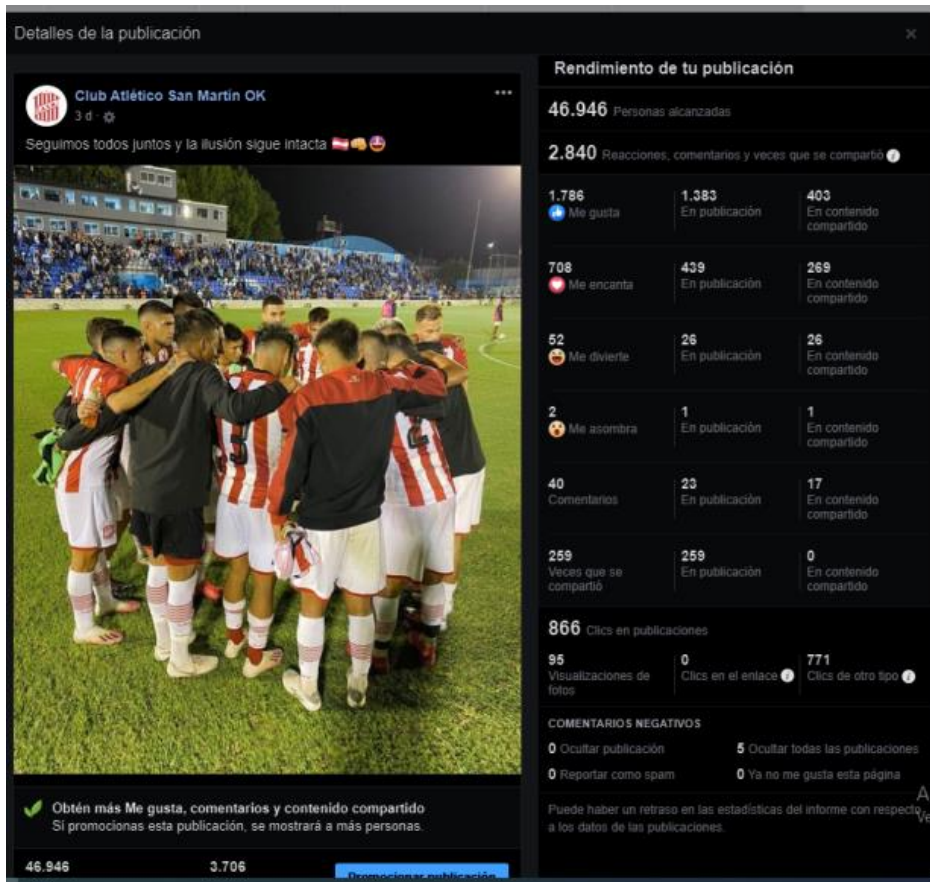 Detalles de la publicación
Club Atlético San Martin OK
3 d
Seguimos todos juntos y la ilusión sigue intacta
Obtén más Me gusta, comentarios y contenido compartido
Si promocionas esta publicación, se mostrará a más personas.
46.946 3.706
Promocionar publicación
Rendimiento de tu publicación
46.946 Personas alcanzadas
2.840 Reacciones, comentarios y veces que se compartió
1.786 1.383 403
Me gusta En publicación En contenido
compartido
708 439 269
Me encanta En publicación En contenido
compartido
52 26 26
Me divierte En publicación En contenido
compartido
2 1 1
Me asombra En publicación En contenido
compartido
40 23 17
Comentarios En publicación En contenido
compartido
259 259 0
Veces que se En publicación En contenido
compartió compartido
866 Clics en publicaciones
95 0 771
Visualizaciones de Clics en el enlace Clics de otro tipo
fotos
COMENTARIOS NEGATIVOS
0 Ocultar publicación 5 Ocultar todas las publicaciones
0 Reportar como spam 0 Ya no me gusta esta página
Puede haber un retraso en las estadísticas del informe con respecto
a los datos de las publicaciones.
3
2